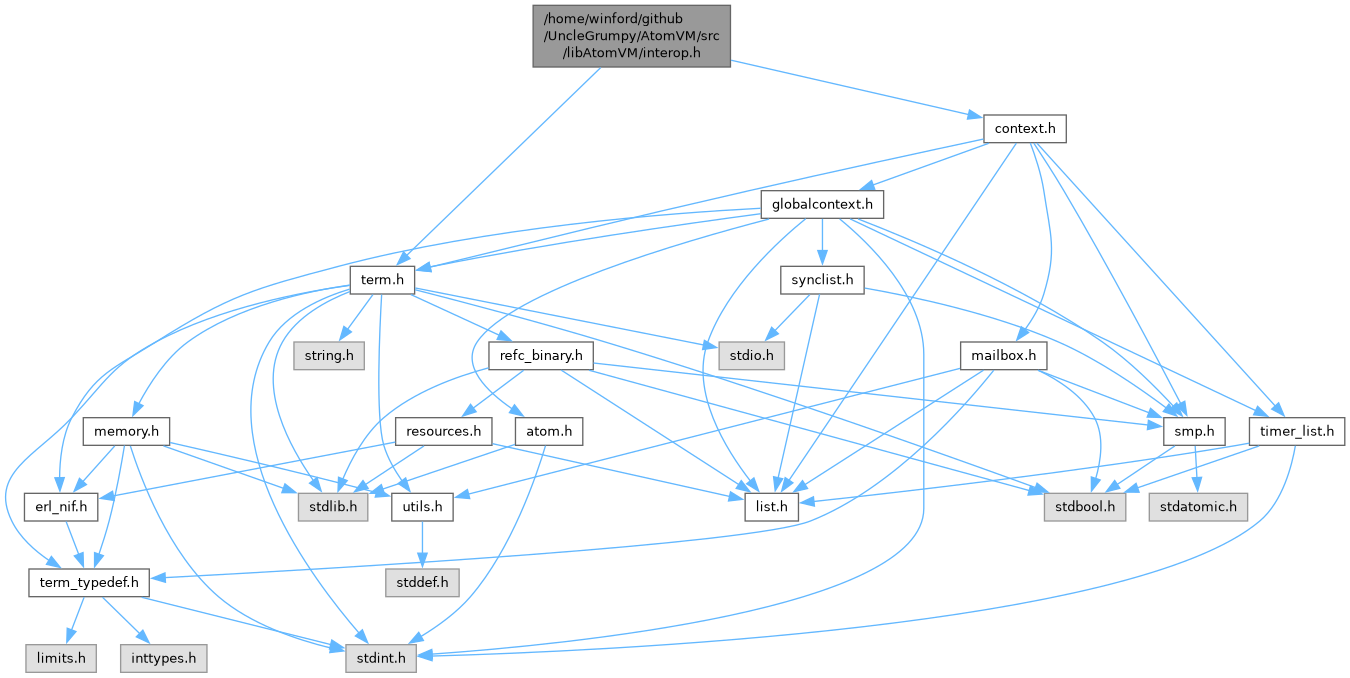 /home/winford/github
/UncleGrumpy/AtomVM/src
/libAtomVM/interop.h
context.h
globalcontext.h
term.h
synclist.h
string.h
refc_binary.h
stdio.h
mailbox.h
memory.h
resources.h
atom.h
smp.h
timer_list.h
erl_nif.h
stdlib.h
utils.h
list.h
stdbool.h
stdatomic.h
term_typedef.h
stddef.h
limits.h
inttypes.h
stdint.h